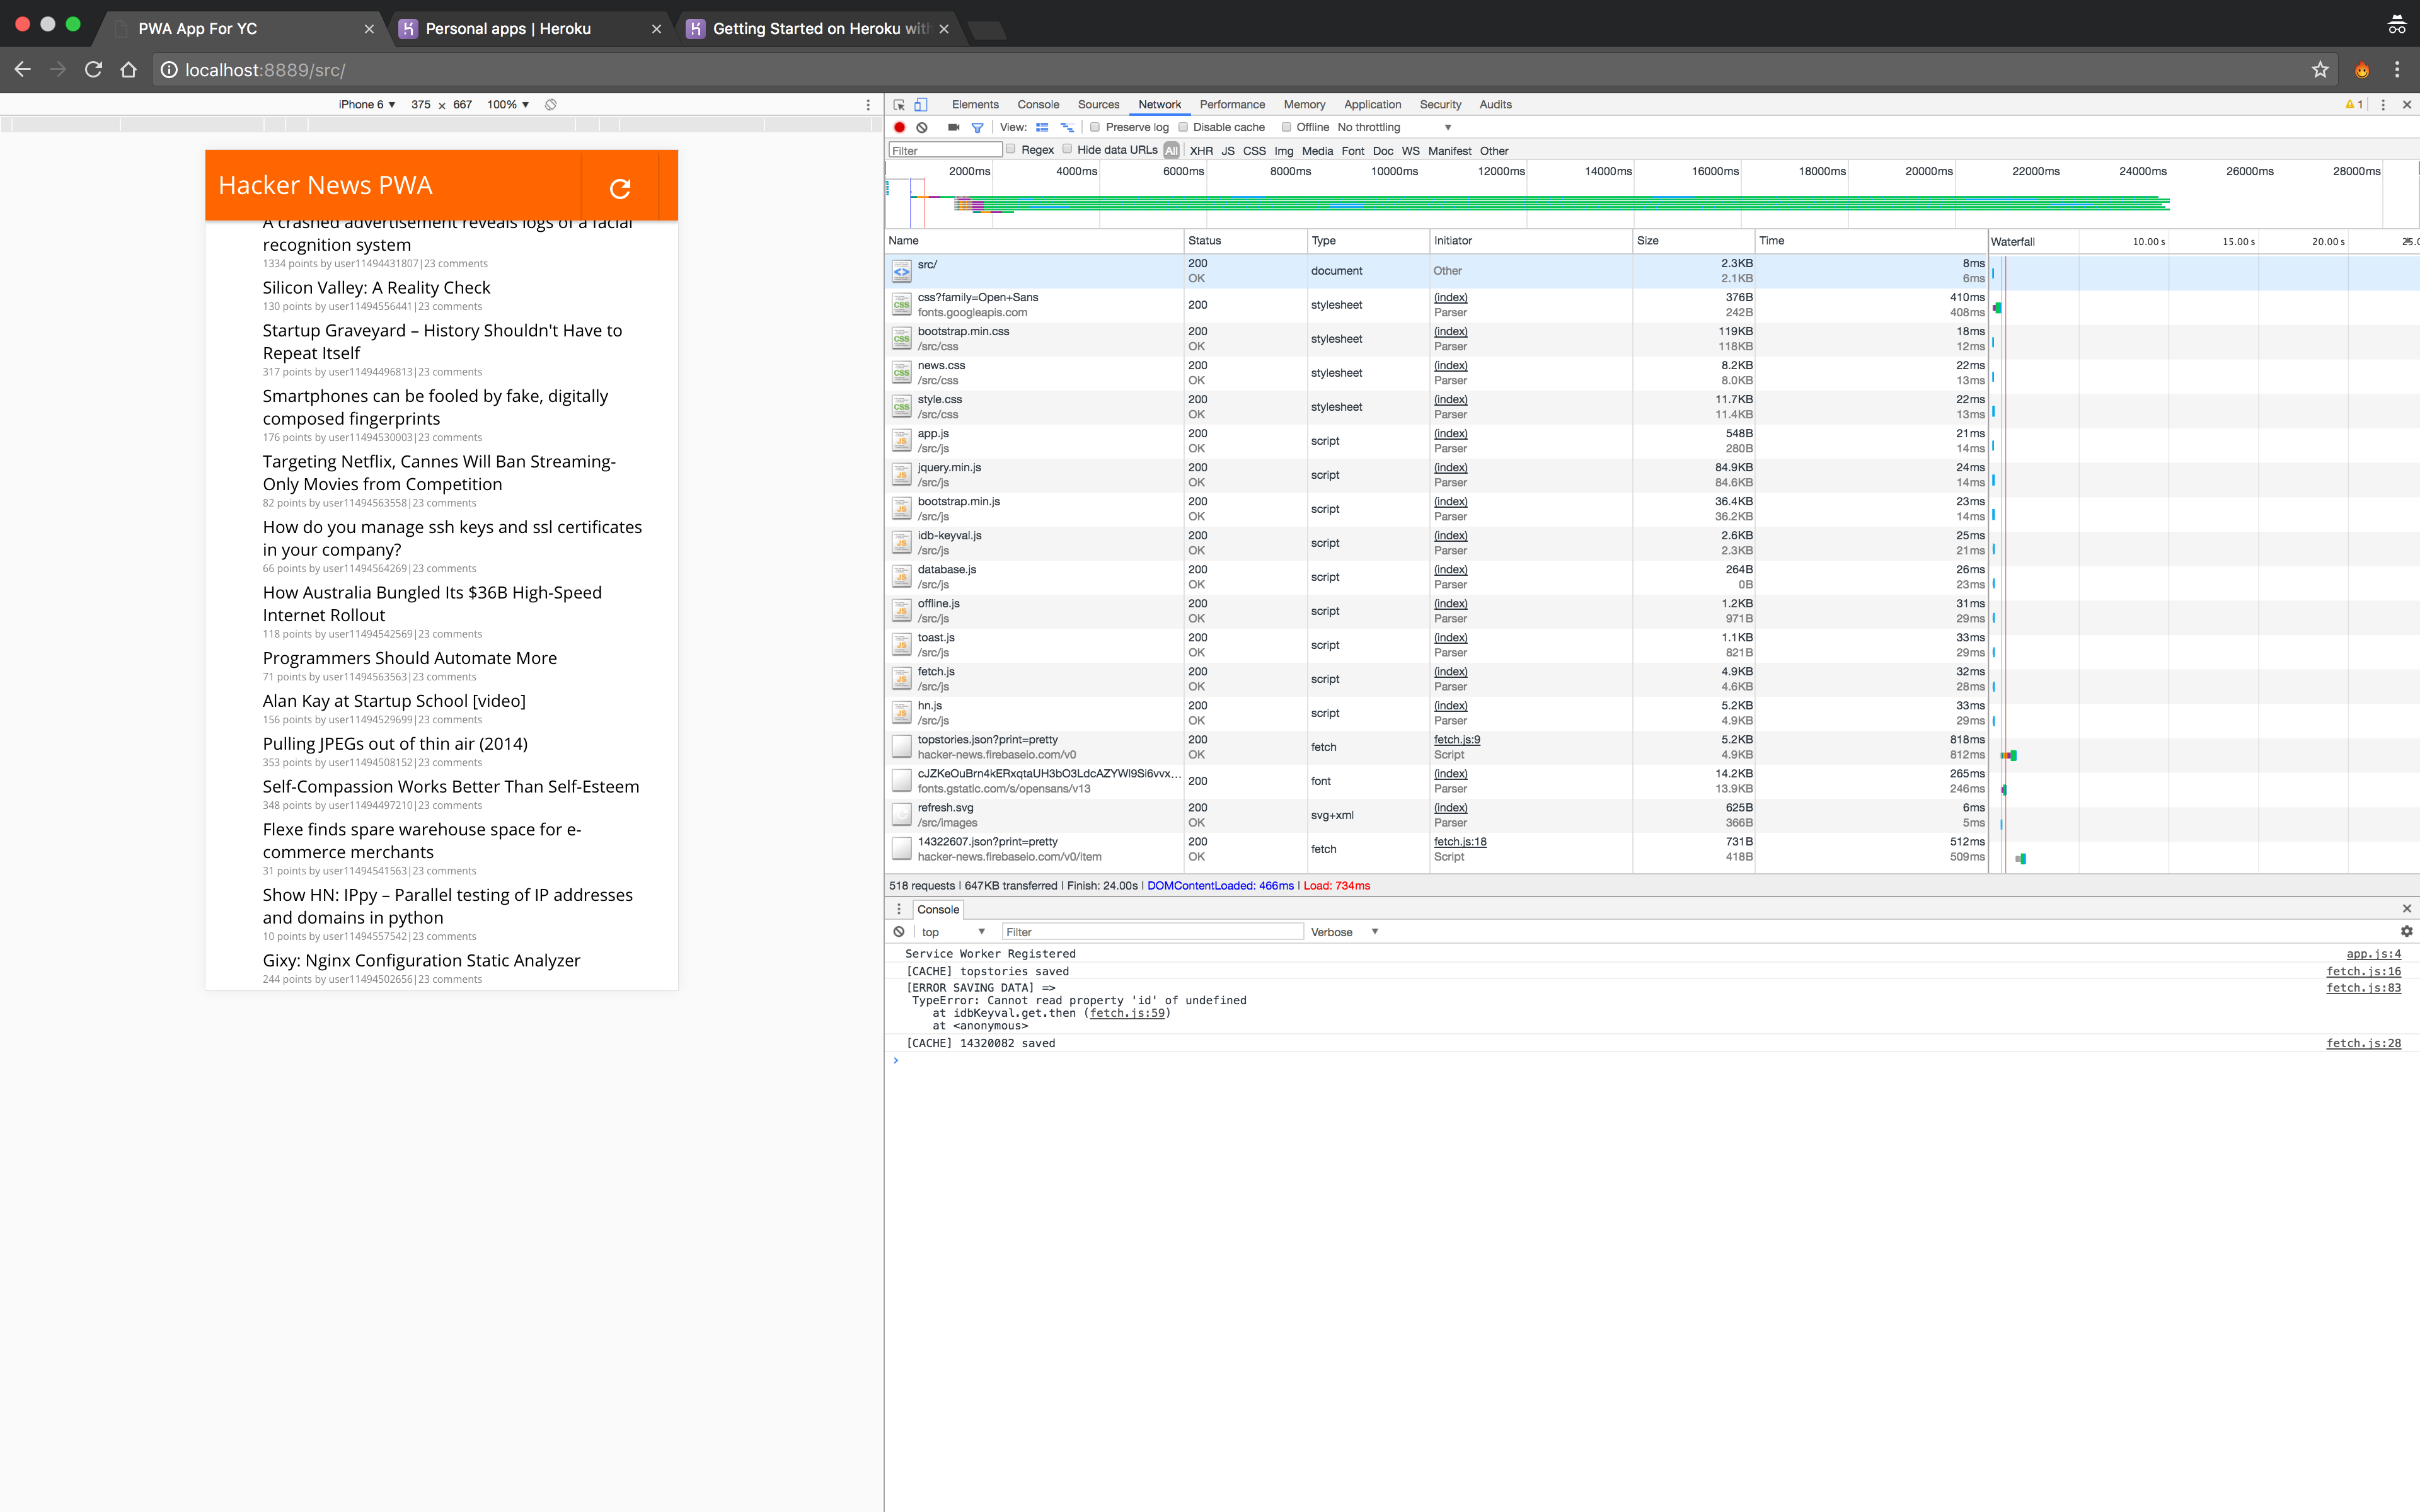 PWA App For YC
Personal apps | Heroku
Getting Started on Heroku with
localhost:8889/src/
iPhone 6 ▼ 375 x 667 100% ▼
Elements Console Sources Network Performance Memory Application Security Audits 1
View: Preserve log Disable cache Offline No throttling ▼
Filter Regex Hide data URLs All XHR JS CSS Img Media Font Doc WS Manifest Other
2000ms 4000ms 6000ms 8000ms 10000ms 12000ms 14000ms 16000ms 18000ms 20000ms 22000ms 24000ms 26000ms 28000ms
Hacker News PWA
A crashed advertisement reveals logs of a facial
recognition system
1334 points by user11494431807|23 comments
Silicon Valley: A Reality Check
130 points by user11494556441|23 comments
Startup Graveyard – History Shouldn't Have to
Repeat Itself
317 points by user11494496813|23 comments
Smartphones can be fooled by fake, digitally
composed fingerprints
176 points by user11494530003|23 comments
Targeting Netflix, Cannes Will Ban Streaming-
Only Movies from Competition
82 points by user11494563558|23 comments
How do you manage ssh keys and ssl certificates
in your company?
66 points by user11494564269|23 comments
How Australia Bungled Its $36B High-Speed
Internet Rollout
118 points by user11494542569|23 comments
Programmers Should Automate More
71 points by user11494563563|23 comments
Alan Kay at Startup School [video]
156 points by user11494529699|23 comments
Pulling JPEGs out of thin air (2014)
353 points by user11494508152|23 comments
Self-Compassion Works Better Than Self-Esteem
348 points by user11494497210|23 comments
Flexe finds spare warehouse space for e-
commerce merchants
31 points by user11494541563|23 comments
Show HN: IPpy – Parallel testing of IP addresses
and domains in python
10 points by user11494557542|23 comments
Gixy: Nginx Configuration Static Analyzer
244 points by user11494502656|23 comments
Name Status Type Initiator Size Time Waterfall 10.00 s 15.00 s 20.00 s
src/ 200 document Other 2.3KB 8ms
OK 2.1KB 6ms
css?family=Open+Sans 200 stylesheet (index) 376B 410ms
fonts.googleapis.com Parser 242B 408ms
bootstrap.min.css 200 stylesheet (index) 119KB 18ms
/src/css OK Parser 118KB 12ms
news.css 200 stylesheet (index) 8.2KB 22ms
/src/css OK Parser 8.0KB 13ms
style.css 200 stylesheet (index) 11.7KB 22ms
/src/css OK Parser 11.4KB 13ms
app.js 200 script (index) 548B 21ms
/src/js OK Parser 280B 14ms
jquery.min.js 200 script (index) 84.9KB 24ms
/src/js OK Parser 84.6KB 14ms
bootstrap.min.js 200 script (index) 36.4KB 23ms
/src/js OK Parser 36.2KB 14ms
idb-keyval.js 200 script (index) 2.6KB 25ms
/src/js OK Parser 2.3KB 21ms
database.js 200 script (index) 264B 26ms
/src/js OK Parser 0B 23ms
offline.js 200 script (index) 1.2KB 31ms
/src/js OK Parser 971B 29ms
toast.js 200 script (index) 1.1KB 33ms
/src/js OK Parser 821B 29ms
fetch.js 200 script (index) 4.9KB 32ms
/src/js OK Parser 4.6KB 28ms
hn.js 200 script (index) 5.2KB 33ms
/src/js OK Parser 4.9KB 29ms
topstories.json?print=pretty 200 fetch fetch.js:9 5.2KB 818ms
hacker-news.firebaseio.com/v0 OK Script 4.9KB 812ms
cJZKeOuBrn4kERxqtaUH3bO3LdcAZYWl9Si6vvx... 200 font (index) 14.2KB 265ms
fonts.gstatic.com/s/opensans/v13 Parser 13.9KB 246ms
refresh.svg 200 svg+xml (index) 625B 6ms
/src/images OK Parser 366B 5ms
14322607.json?print=pretty 200 fetch fetch.js:18 731B 512ms
hacker-news.firebaseio.com/v0/item OK Script 418B 509ms
518 requests | 647KB transferred | Finish: 24.00s | DOMContentLoaded: 466ms | Load: 734ms
Console
top ▼ Filter Verbose ▼
Service Worker Registered app.js:4
[CACHE] topstories saved fetch.js:16
[ERROR SAVING DATA] => fetch.js:83
TypeError: Cannot read property 'id' of undefined
at idbKeyval.get.then (fetch.js:59)
at <anonymous>
[CACHE] 14320082 saved fetch.js:28